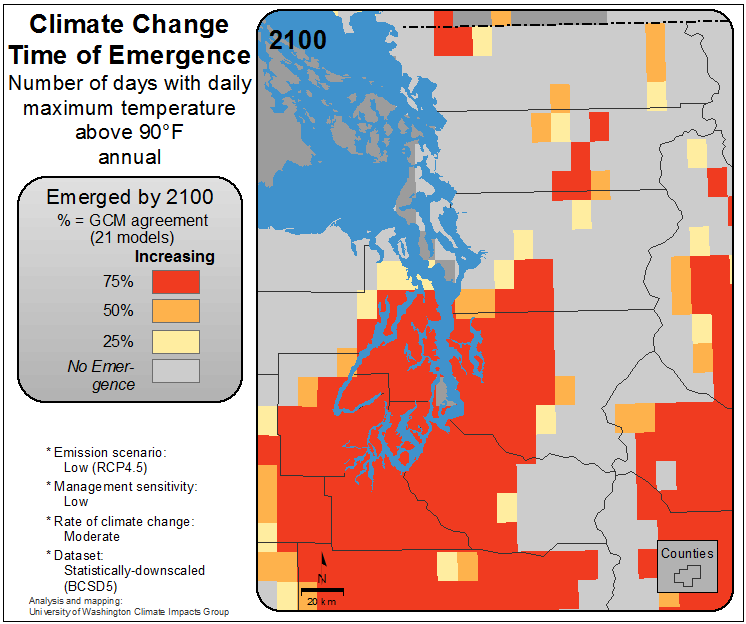 Climate Change
Time of Emergence
Number of days with daily
maximum temperature
above 90°F
annual
Emerged by 2100
% = GCM agreement
(21 models)
Increasing
75%
50%
25%
No Emer-
gence
* Emission scenario:
Low (RCP4.5)
* Management sensitivity:
Low
* Rate of climate change:
Moderate
* Dataset:
Statistically-downscaled
(BCSD5)
Analysis and mapping:
University of Washington Climate Impacts Group
2100
N
20 km
Counties